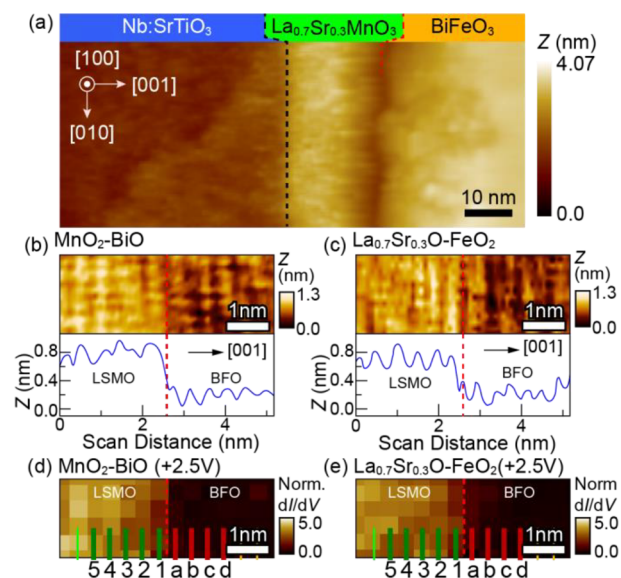 (a) Nb:SrTiO₃ La₀.₇Sr₀.₃MnO₃ BiFeO₃
Z (nm)
4.07
[100]
[001]
[010]
10 nm
0.0
(b) MnO₂-BiO
Z
(nm)
1.3
0.0
1nm
Z (nm)
0.8
0.4
0.0
[001]
LSMO
BFO
0 2 4
Scan Distance (nm)
(c) La₀.₇Sr₀.₃O-FeO₂
Z
(nm)
1.3
0.0
1nm
Z (nm)
0.8
0.4
0.0
[001]
LSMO
BFO
0 2 4
Scan Distance (nm)
(d) MnO₂-BiO (+2.5V)
LSMO BFO
Norm.
dI/dV
5.0
0.0
1nm
5 4 3 2 1 a b c d
(e) La₀.₇Sr₀.₃O-FeO₂(+2.5V)
LSMO BFO
Norm.
dI/dV
5.0
0.0
1nm
5 4 3 2 1 a b c d